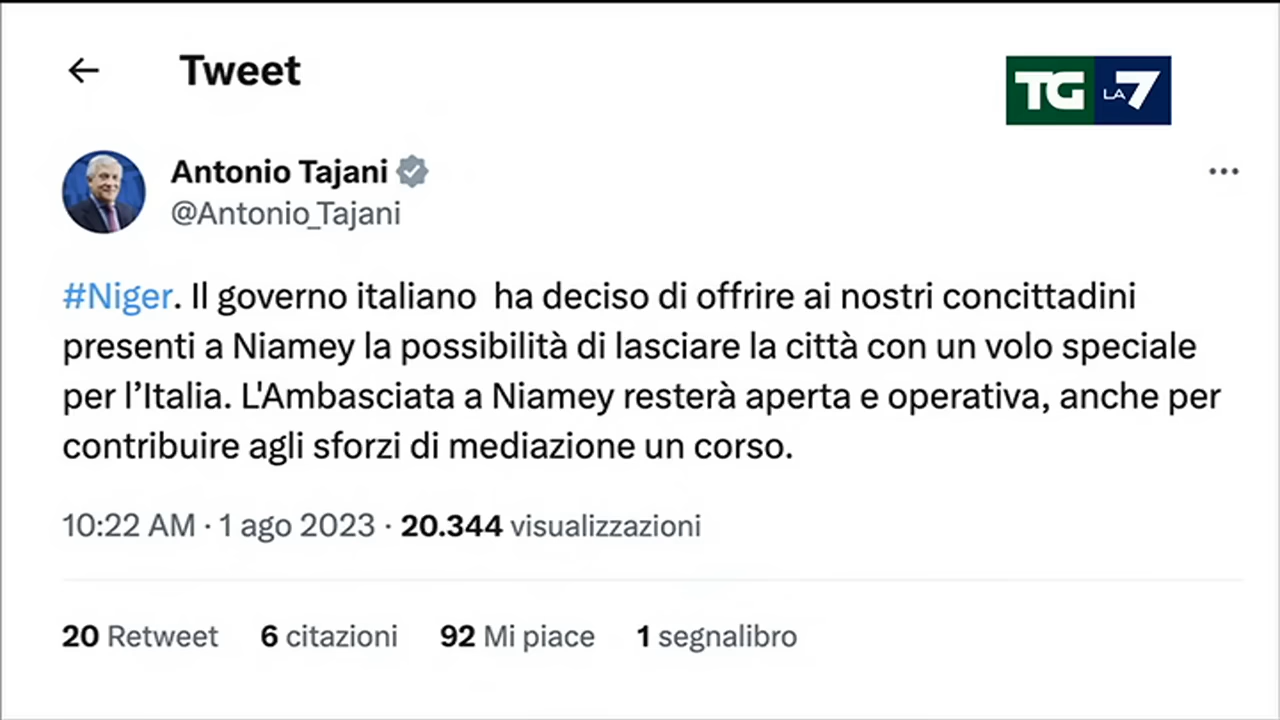 Tweet
TG LA7
Antonio Tajani
@Antonio_Tajani
#Niger. Il governo italiano  ha deciso di offrire ai nostri concittadini
presenti a Niamey la possibilità di lasciare la città con un volo speciale
per l’Italia. L'Ambasciata a Niamey resterà aperta e operativa, anche per
contribuire agli sforzi di mediazione un corso.
10:22 AM · 1 ago 2023 · 20.344 visualizzazioni
20 Retweet 6 citazioni 92 Mi piace 1 segnalibro